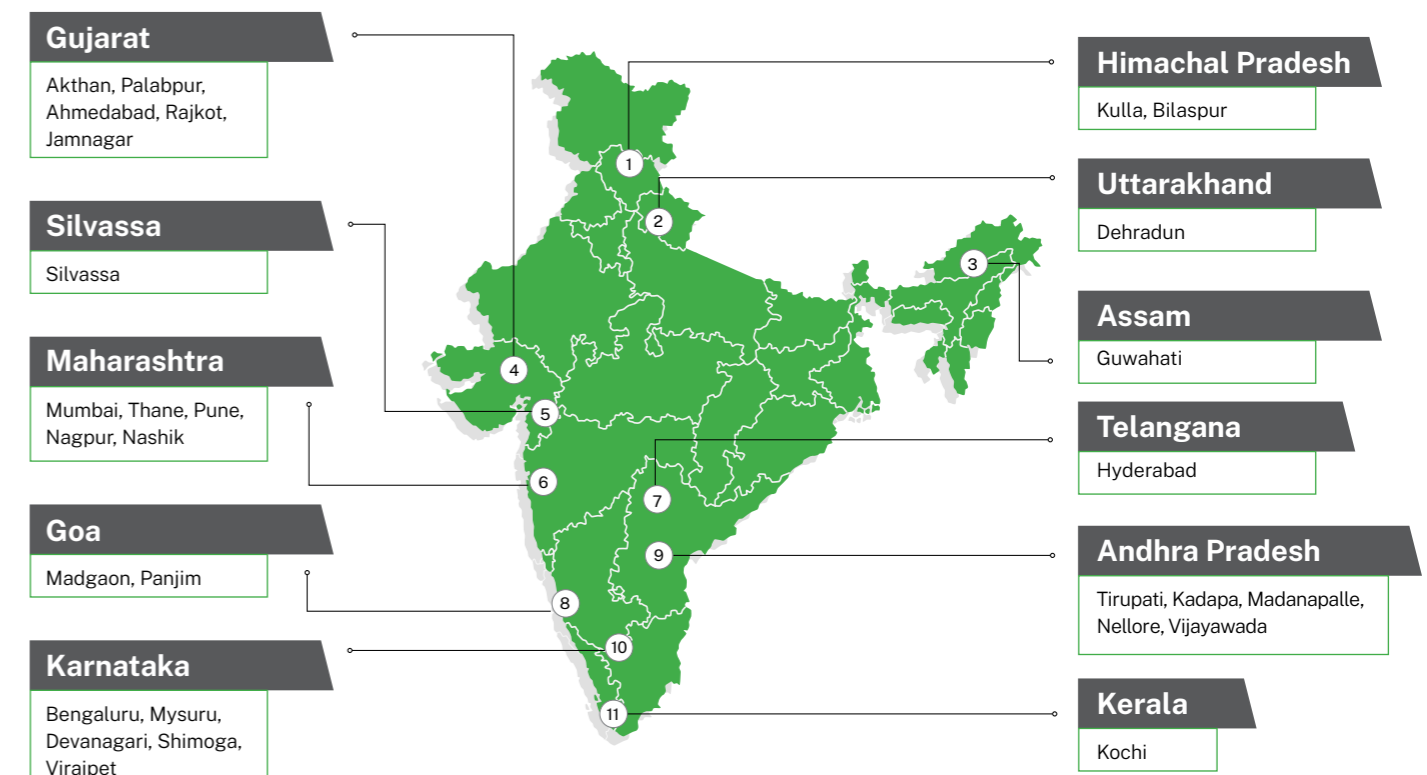 Gujarat
Akthan, Palabpur,
Ahmedabad, Rajkot,
Jamnagar
Silvassa
Silvassa
Maharashtra
Mumbai, Thane, Pune,
Nagpur, Nashik
Goa
Madgaon, Panjim
Karnataka
Bengaluru, Mysuru,
Devanagari, Shimoga,
Virajpet
1
2
3
4
5
6
7
9
8
10
11
Himachal Pradesh
Kulla, Bilaspur
Uttarakhand
Dehradun
Assam
Guwahati
Telangana
Hyderabad
Andhra Pradesh
Tirupati, Kadapa, Madanapalle,
Nellore, Vijayawada
Kerala
Kochi